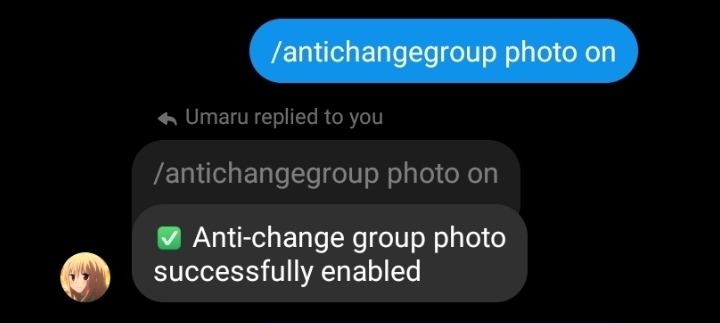 /antichangegroup photo on
Umaru replied to you
/antichangegroup photo on
✅ Anti-change group photo
successfully enabled